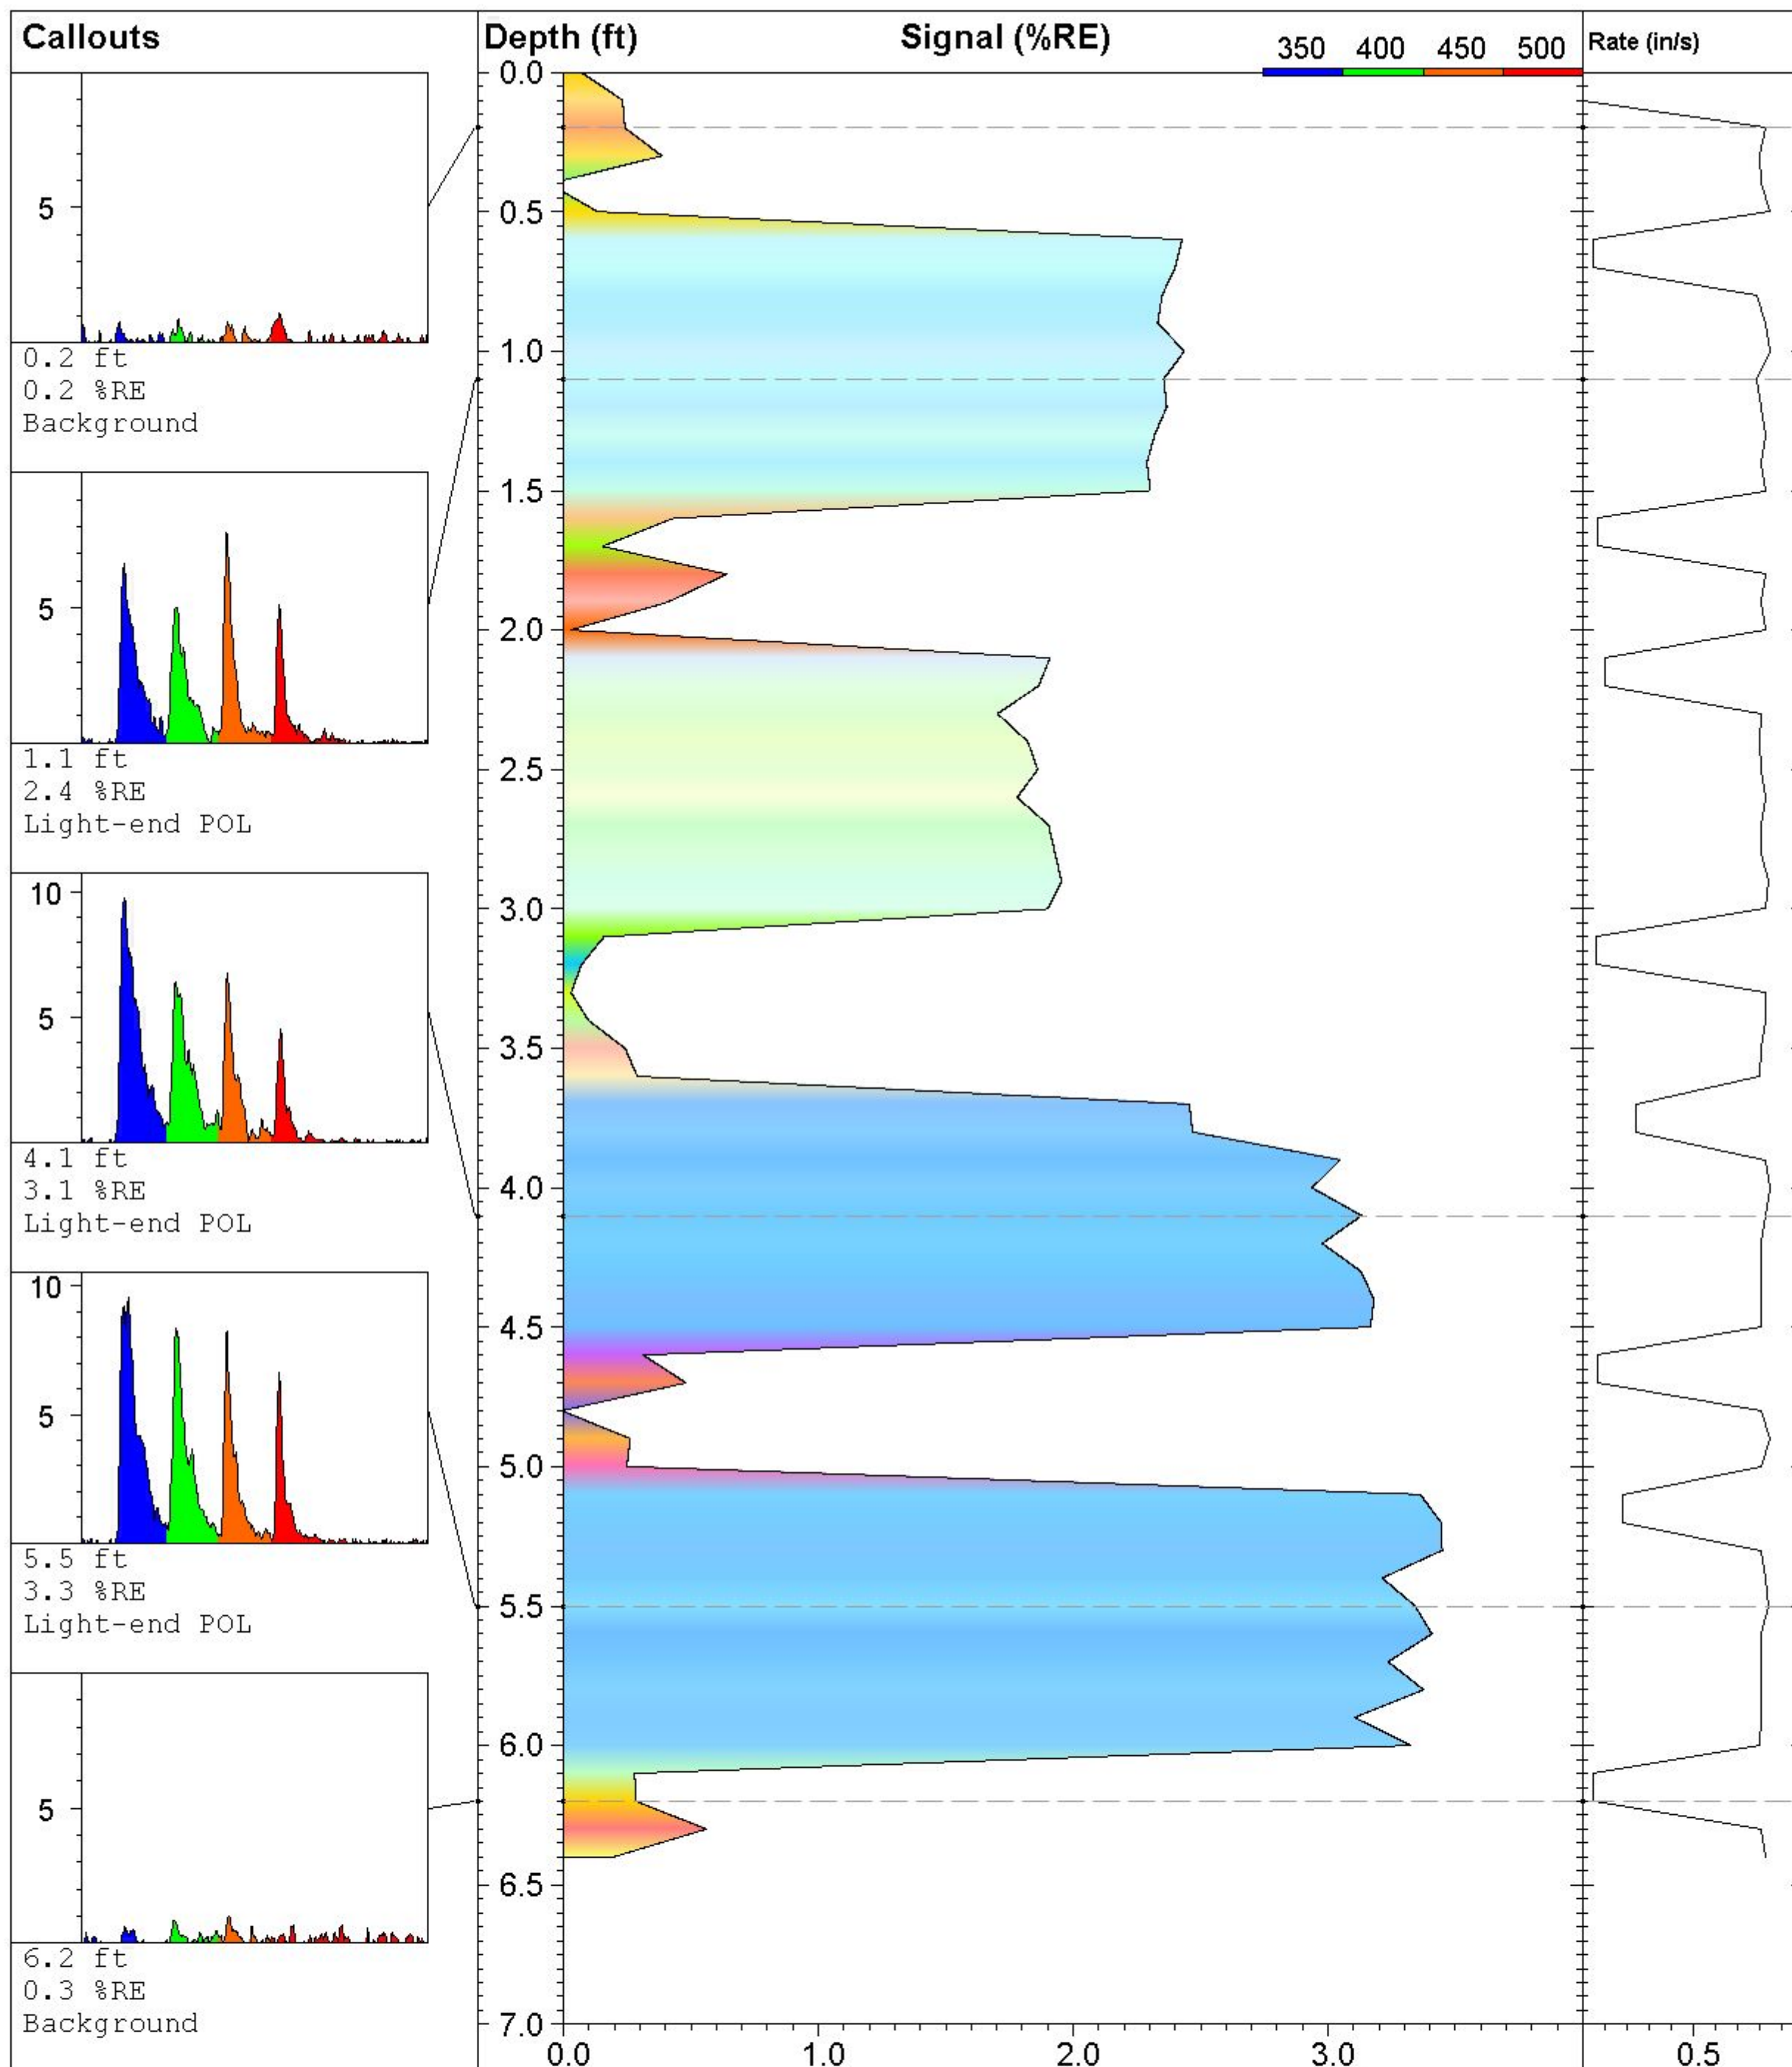 Callouts
Depth (ft)
Signal (%RE)
350 400 450 500
Rate (in/s)
5
0.2 ft
0.2 %RE
Background
5
1.1 ft
2.4 %RE
Light-end POL
10
5
4.1 ft
3.1 %RE
Light-end POL
10
5
5.5 ft
3.3 %RE
Light-end POL
5
6.2 ft
0.3 %RE
Background
0.0
0.5
1.0
1.5
2.0
2.5
3.0
3.5
4.0
4.5
5.0
5.5
6.0
6.5
7.0
0.0 1.0 2.0 3.0
0.5